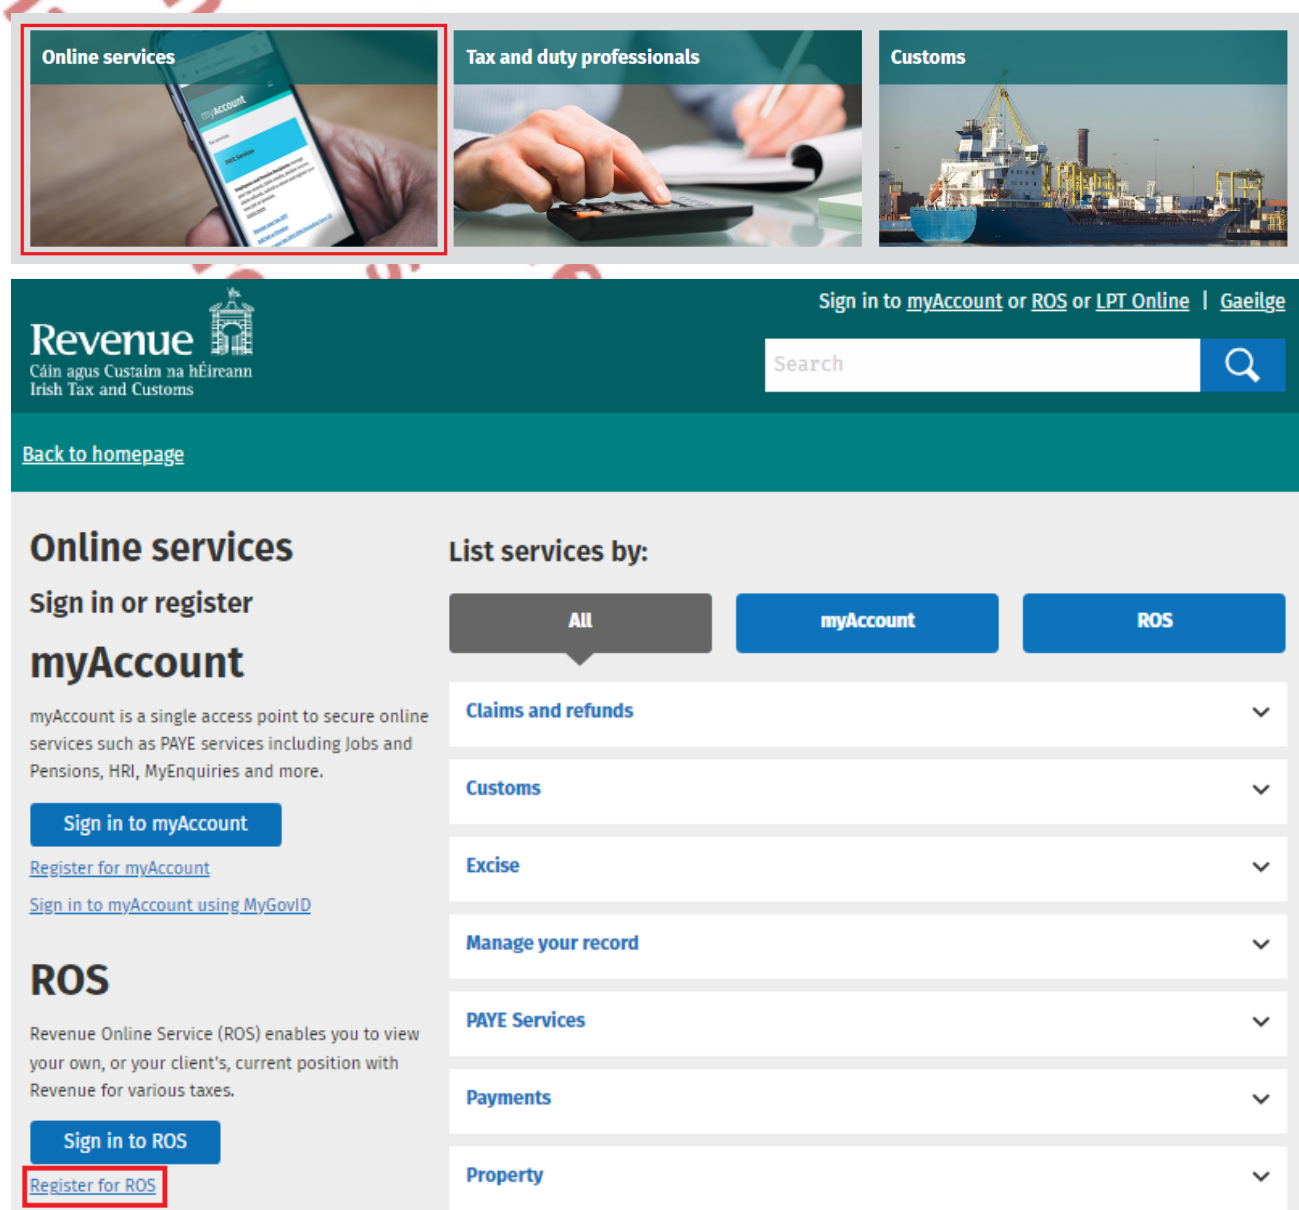 Online services
Tax and duty professionals
Customs
myAccount
PAYE Services
Sign in to myAccount or ROS or LPT Online | Gaeilge
Revenue
Cáin agus Custaim na hÉireann
Irish Tax and Customs
Search
Back to homepage
Online services
Sign in or register
myAccount
myAccount is a single access point to secure online
services such as PAYE services including Jobs and
Pensions, HRI, MyEnquiries and more.
Sign in to myAccount
Register for myAccount
Sign in to myAccount using MyGovID
ROS
Revenue Online Service (ROS) enables you to view
your own, or your client's, current position with
Revenue for various taxes.
Sign in to ROS
Register for ROS
List services by:
All
myAccount
ROS
Claims and refunds
Customs
Excise
Manage your record
PAYE Services
Payments
Property